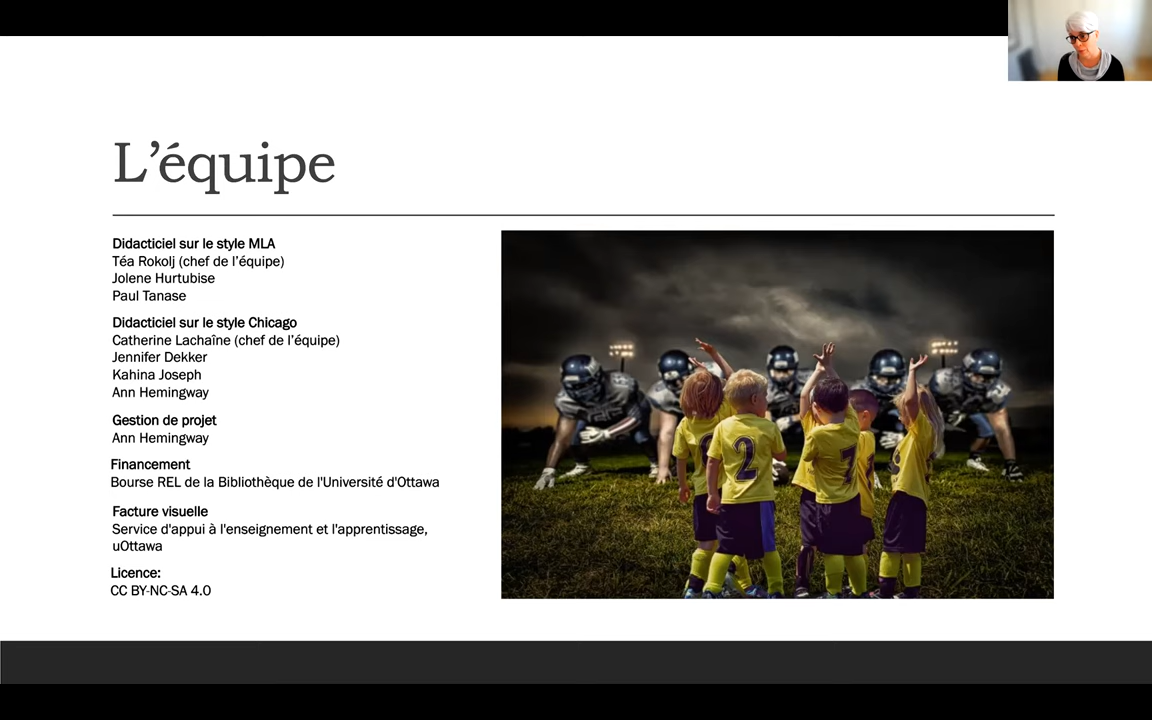 L’équipe
Didacticiel sur le style MLA
Téa Rokolj (chef de l’équipe)
Jolene Hurtubise
Paul Tanase
Didacticiel sur le style Chicago
Catherine Lachaîne (chef de l’équipe)
Jennifer Dekker
Kahina Joseph
Ann Hemingway
Gestion de projet
Ann Hemingway
Financement
Bourse REL de la Bibliothèque de l'Université d'Ottawa
Facture visuelle
Service d'appui à l'enseignement et l'apprentissage,
uOttawa
Licence:
CC BY-NC-SA 4.0
2